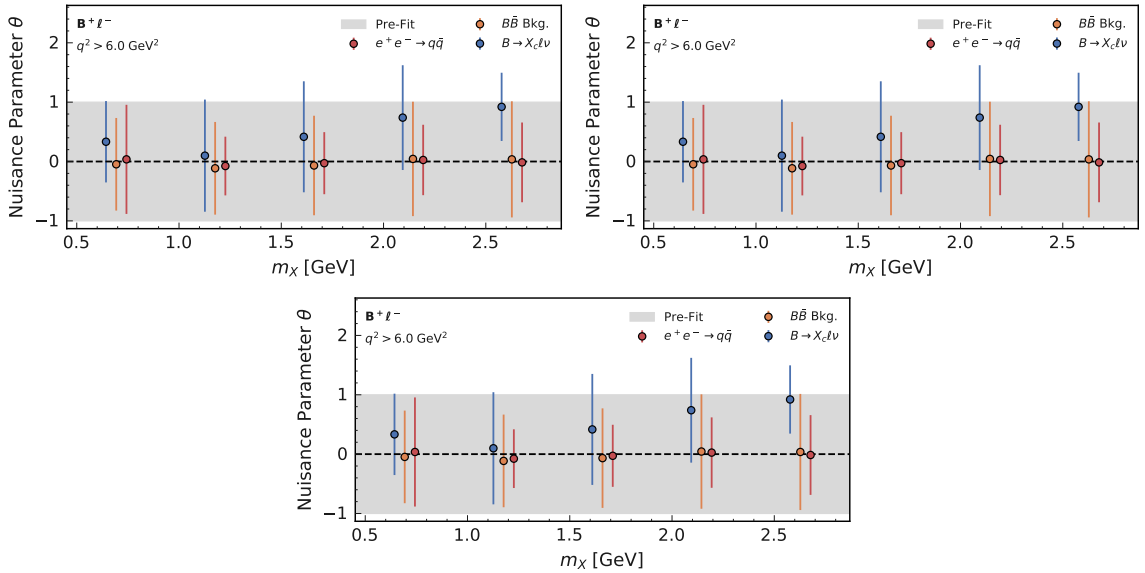 B⁺ℓ⁻
q² > 6.0 GeV²
Pre-Fit
e⁺e⁻ → qq̄
BB̄ Bkg.
B → X_cℓν
Nuisance Parameter θ
2
1
0
−1
0.5 1.0 1.5 2.0 2.5
m_X [GeV]
B⁺ℓ⁻
q² > 6.0 GeV²
Pre-Fit
e⁺e⁻ → qq̄
BB̄ Bkg.
B → X_cℓν
Nuisance Parameter θ
2
1
0
−1
0.5 1.0 1.5 2.0 2.5
m_X [GeV]
B⁺ℓ⁻
q² > 6.0 GeV²
Pre-Fit
e⁺e⁻ → qq̄
BB̄ Bkg.
B → X_cℓν
Nuisance Parameter θ
2
1
0
−1
0.5 1.0 1.5 2.0 2.5
m_X [GeV]